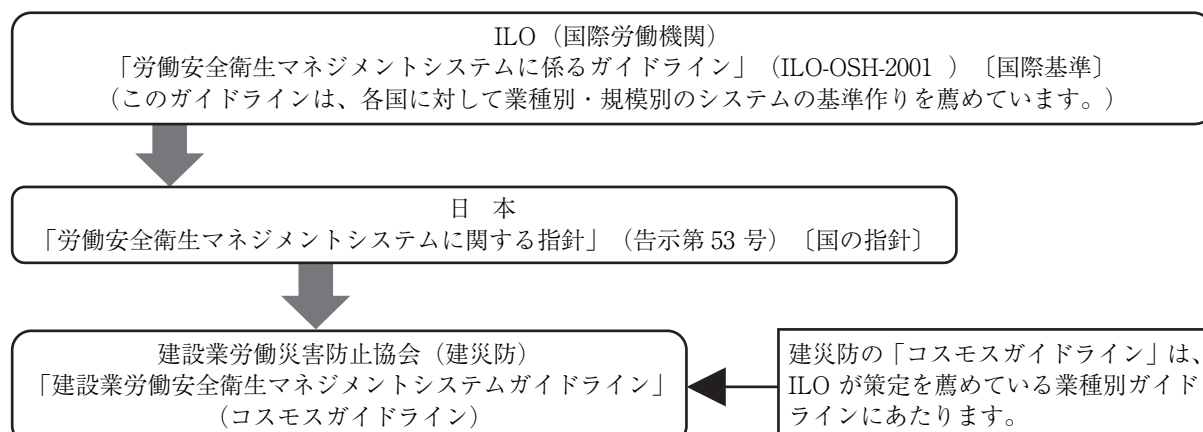 ILO(国際労働機関)
「労働安全衛生マネジメントシステムに係るガイドライン」(ILO-OSH-2001 )〔国際基準〕
(このガイドラインは、各国に対して業種別・規模別のシステムの基準作りを薦めています。)
日 本
「労働安全衛生マネジメントシステムに関する指針」(告示第 53 号)〔国の指針〕
建設業労働災害防止協会(建災防)
「建設業労働安全衛生マネジメントシステムガイドライン」
(コスモスガイドライン)
建災防の「コスモスガイドライン」は、
ILO が策定を薦めている業種別ガイド
ラインにあたります。